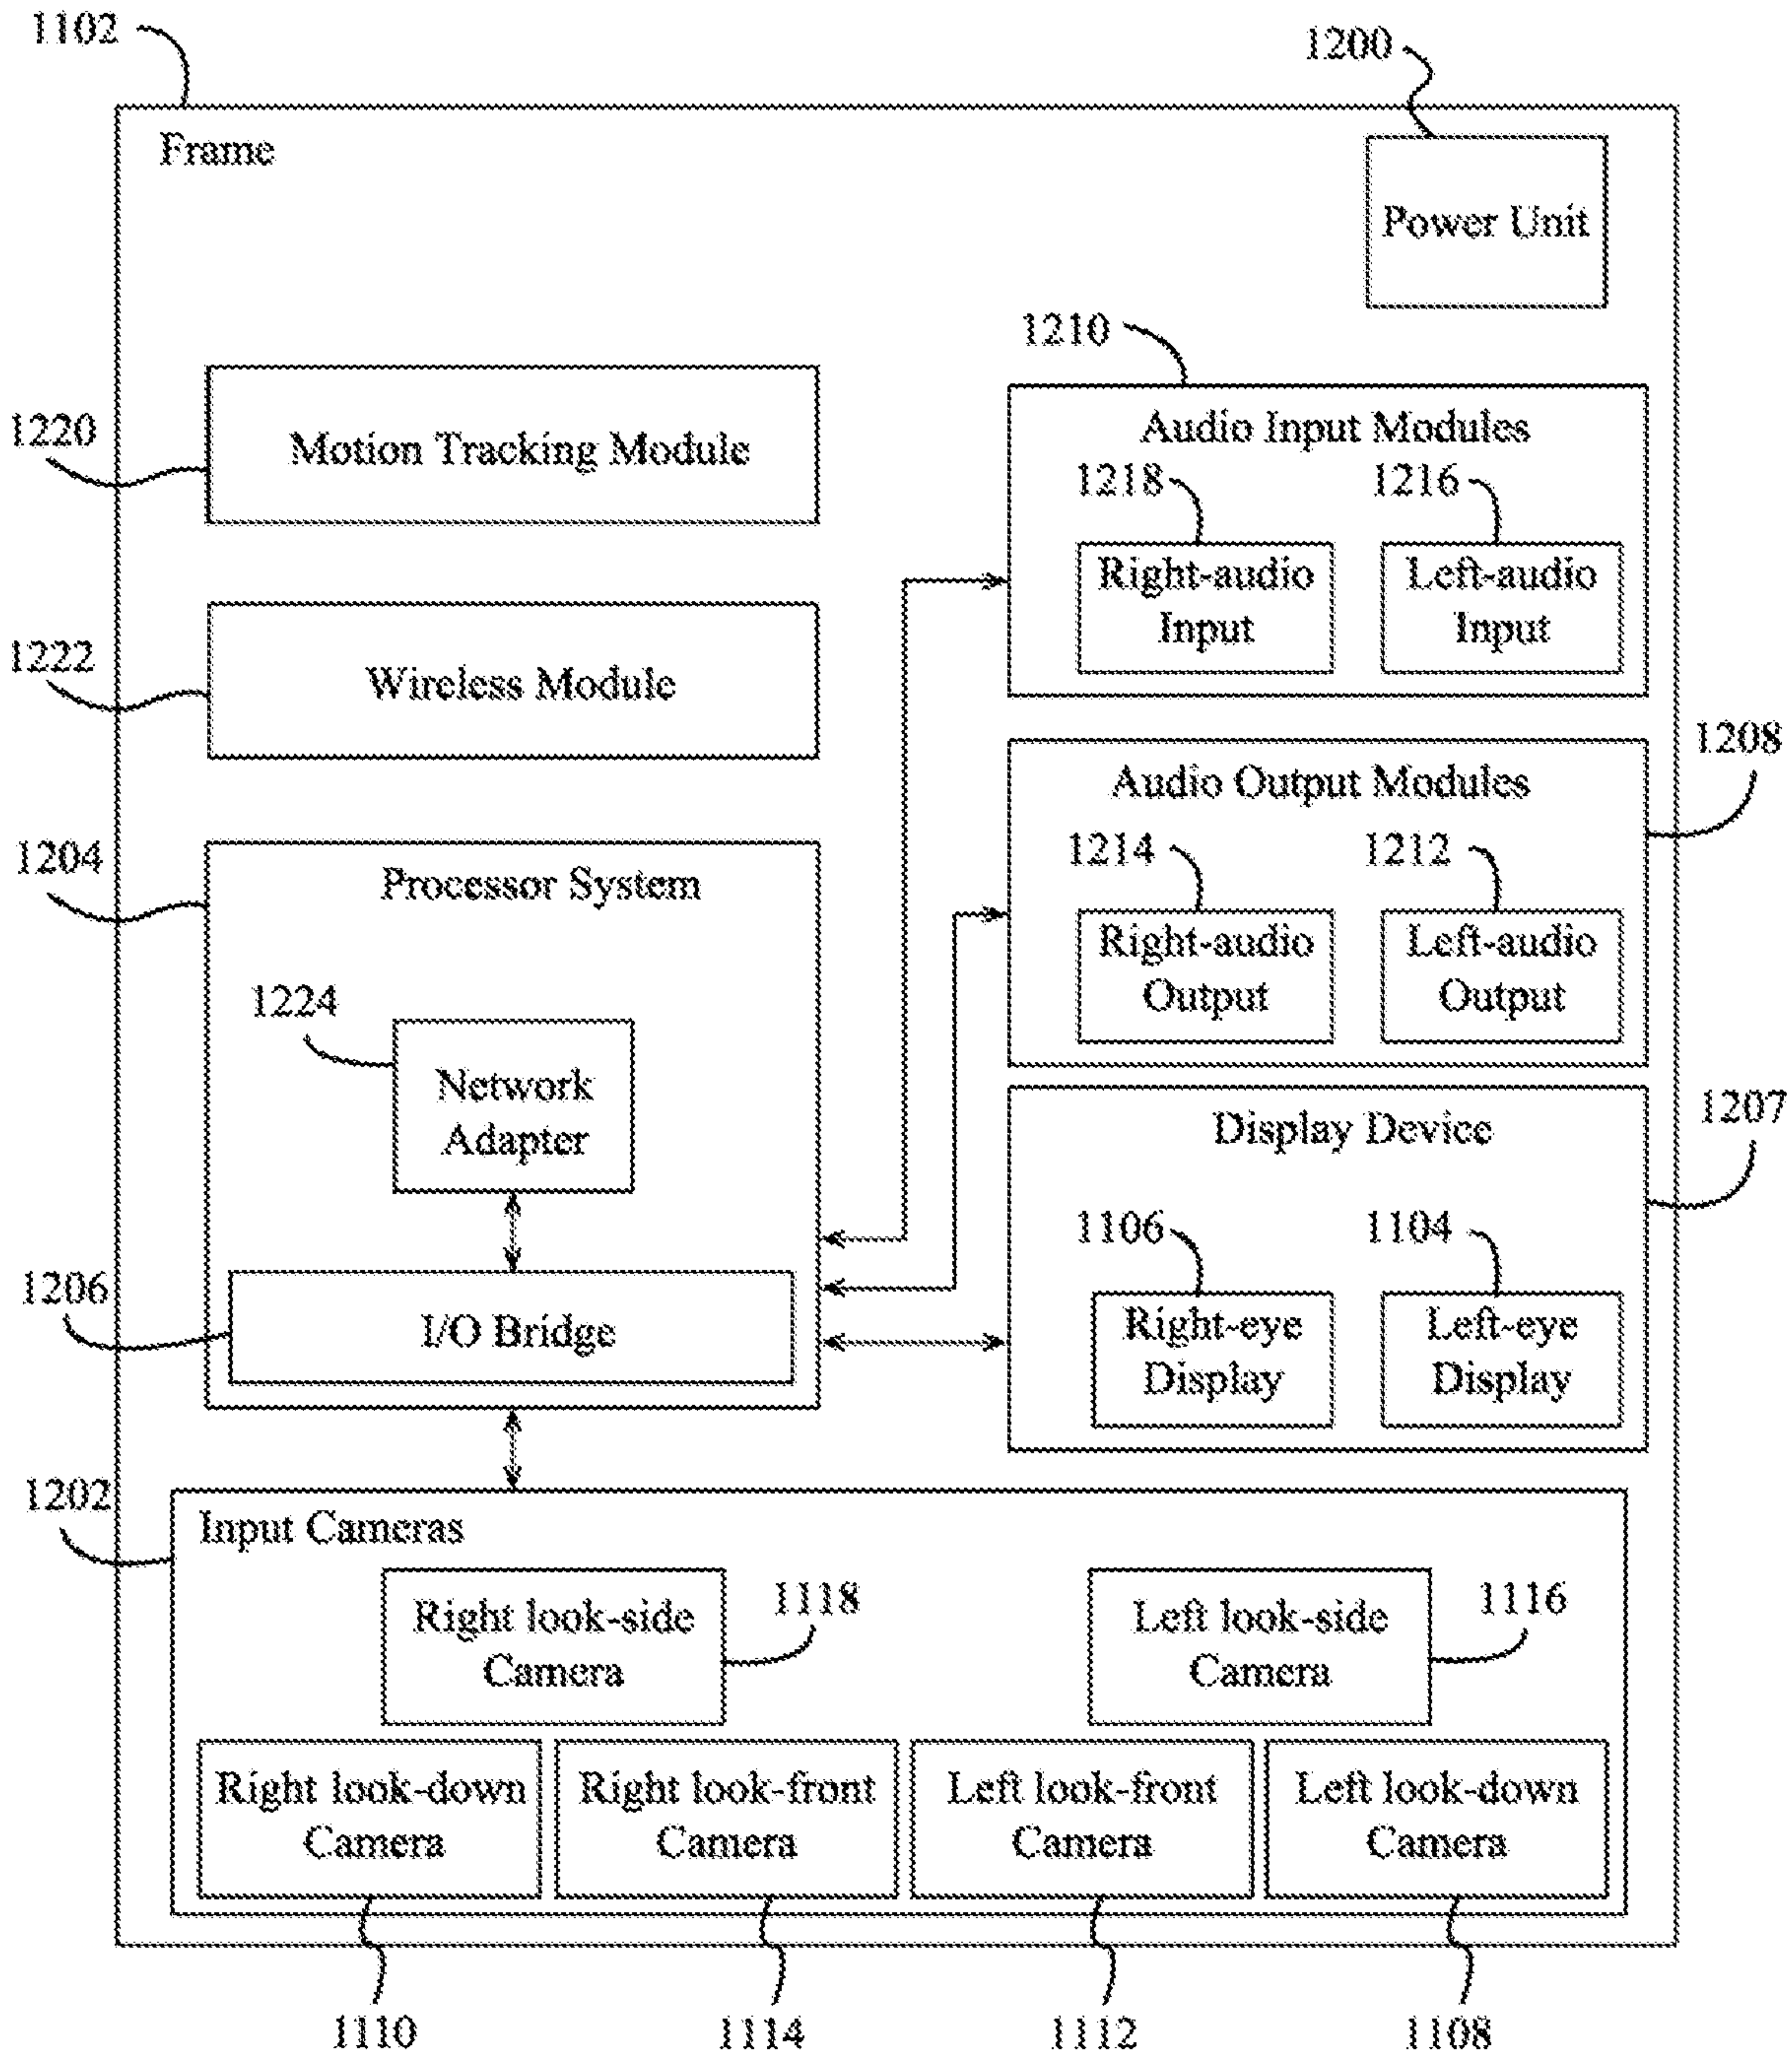 1102
1200
Frame
Power Unit
1210
1220
Motion Tracking Module
Audio Input Modules
1218
1216
Right-audio
Input
Left-audio
Input
1222
Wireless Module
1208
Audio Output Modules
1214
1212
Right-audio
Output
Left-audio
Output
1204
Processor System
1224
Network
Adapter
1207
Display Device
1106
1104
Right-eye
Display
Left-eye
Display
1206
I/O Bridge
1202
Input Cameras
Right look-side
Camera
1118
Left look-side
Camera
1116
Right look-down
Camera
Right look-front
Camera
Left look-front
Camera
Left look-down
Camera
1110
1114
1112
1108